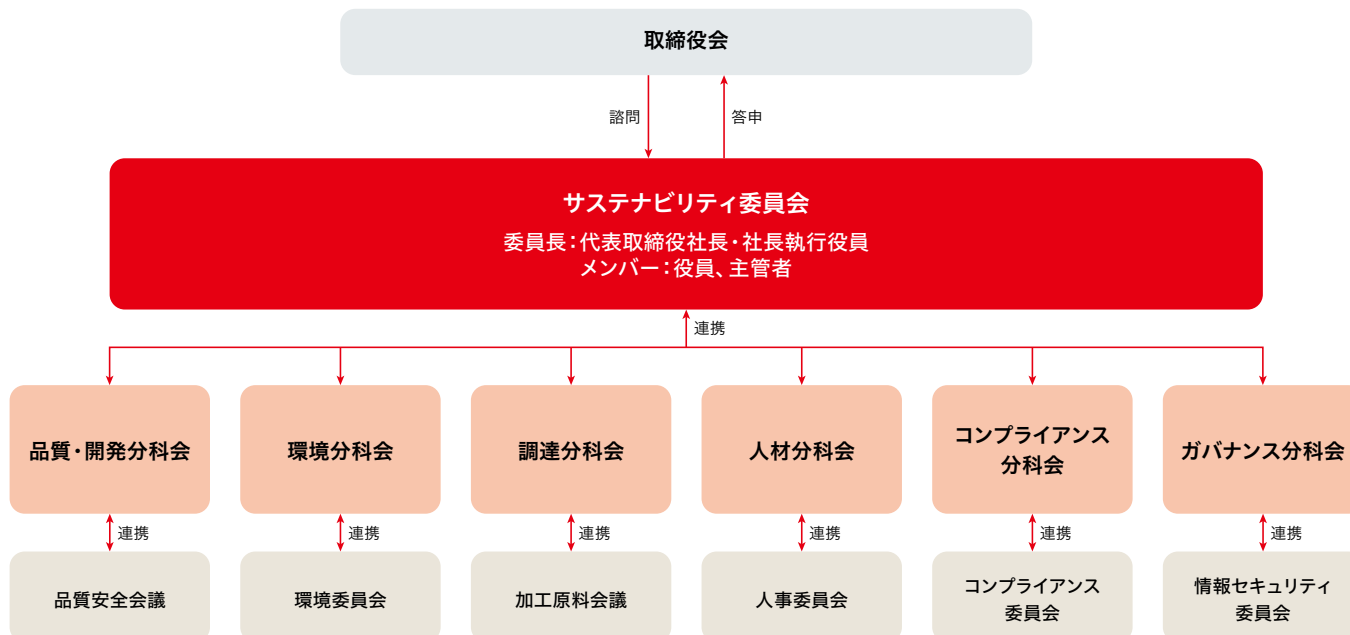 取締役会
諮問
答申
サステナビリティ委員会
委員長：代表取締役社長・社長執行役員
メンバー：役員、主管者
連携
品質・開発分科会
環境分科会
調達分科会
人材分科会
コンプライアンス
分科会
ガバナンス分科会
連携
連携
連携
連携
連携
連携
品質安全会議
環境委員会
加工原料会議
人事委員会
コンプライアンス
委員会
情報セキュリティ
委員会